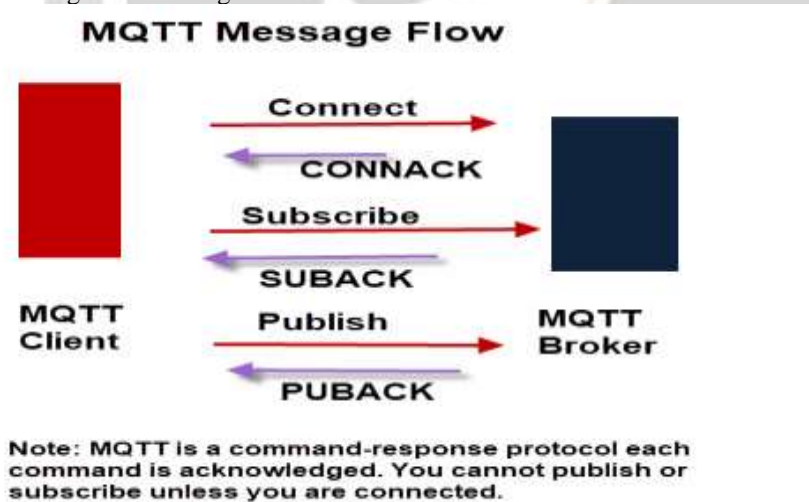 MQTT Message Flow
Connect
CONNACK
Subscribe
SUBACK
MQTT
Client
Publish
MQTT
Broker
PUBACK
Note: MQTT is a command-response protocol each
command is acknowledged. You cannot publish or
subscribe unless you are connected.